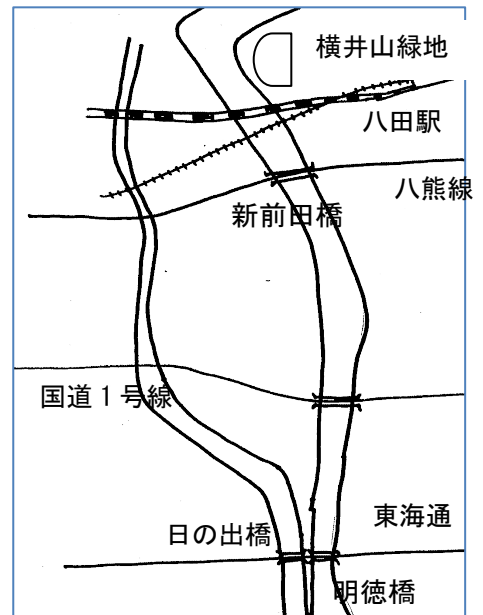 横井山緑地
八田駅
八熊線
新前田橋
国道１号線
東海通
日の出橋
明徳橋